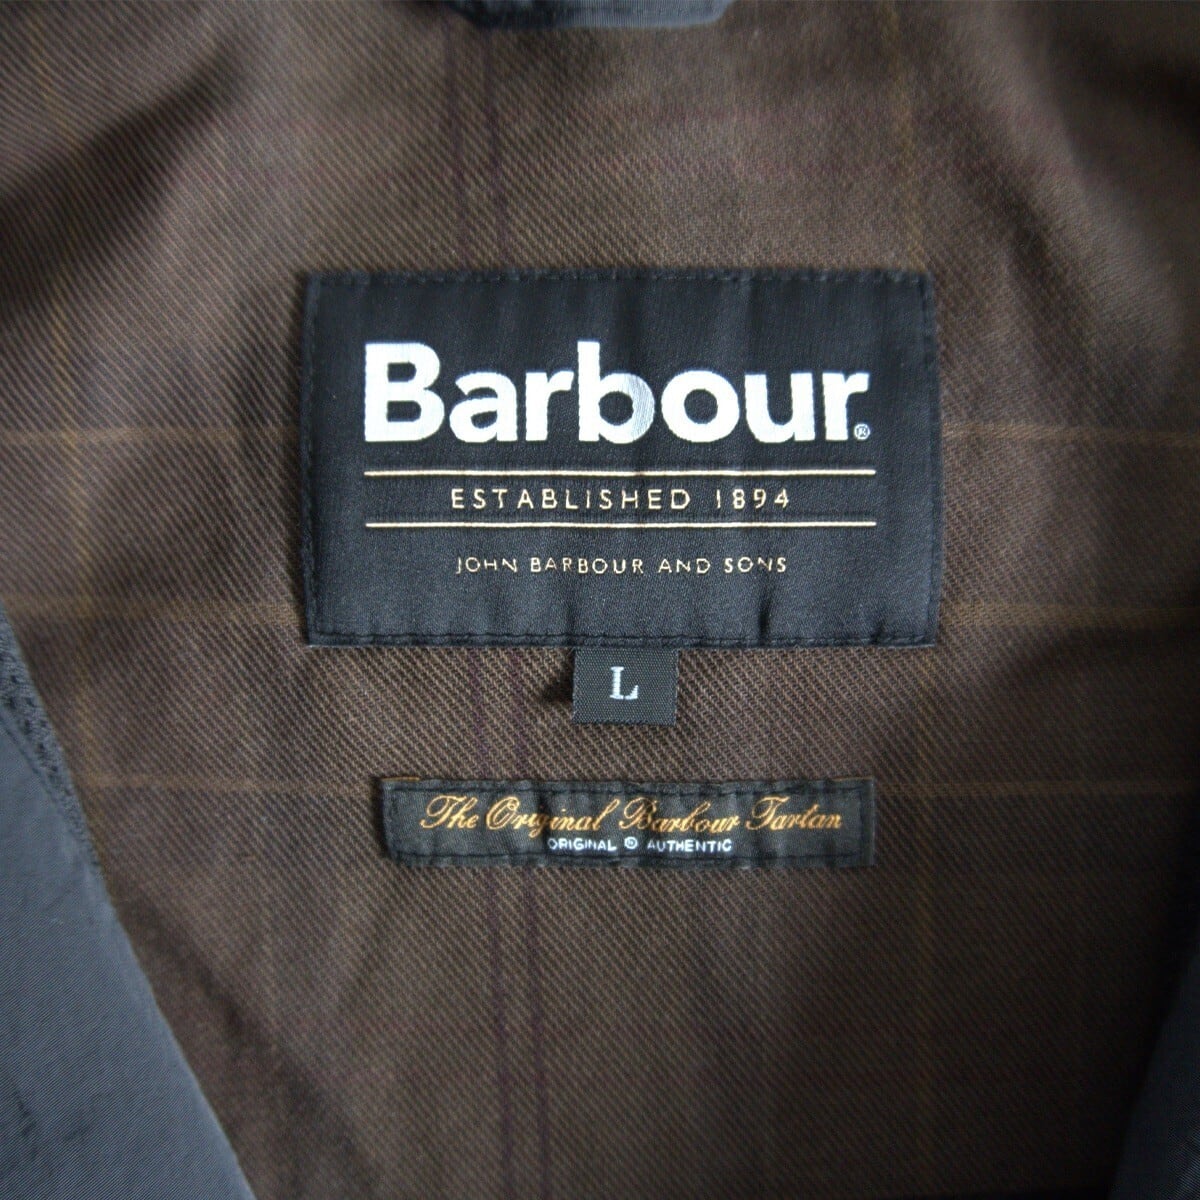 Barbour®
ESTABLISHED 1894
JOHN BARBOUR AND SONS
L
The Original Barbour Tartan
ORIGINAL © AUTHENTIC